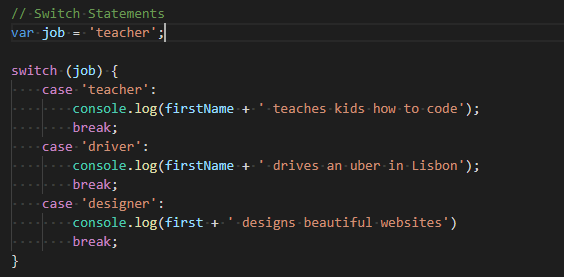 // Switch Statements
var job = 'teacher';
switch (job) {
    case 'teacher':
        console.log(firstName + ' teaches kids how to code');
        break;
    case 'driver':
        console.log(firstName + ' drives an uber in Lisbon');
        break;
    case 'designer':
        console.log(first + ' designs beautiful websites')
        break;
}